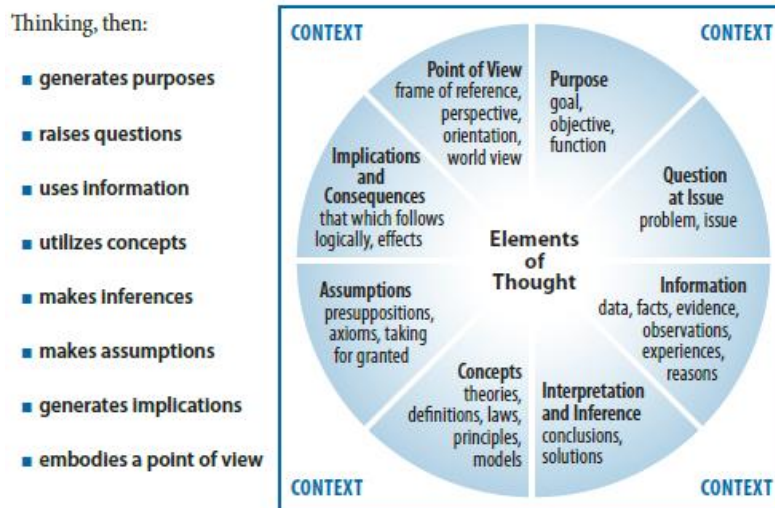 Thinking, then:
■ generates purposes
■ raises questions
■ uses information
■ utilizes concepts
■ makes inferences
■ makes assumptions
■ generates implications
■ embodies a point of view
CONTEXT
CONTEXT
Point of View
frame of reference,
perspective,
orientation,
world view
Purpose
goal,
objective,
function
Question
at Issue
problem, issue
Information
data, facts, evidence,
observations,
experiences,
reasons
Interpretation
and Inference
conclusions,
solutions
Concepts
theories,
definitions, laws,
principles,
models
Assumptions
presuppositions,
axioms, taking
for granted
Implications
and
Consequences
that which follows
logically, effects
Elements
of
Thought
CONTEXT
CONTEXT